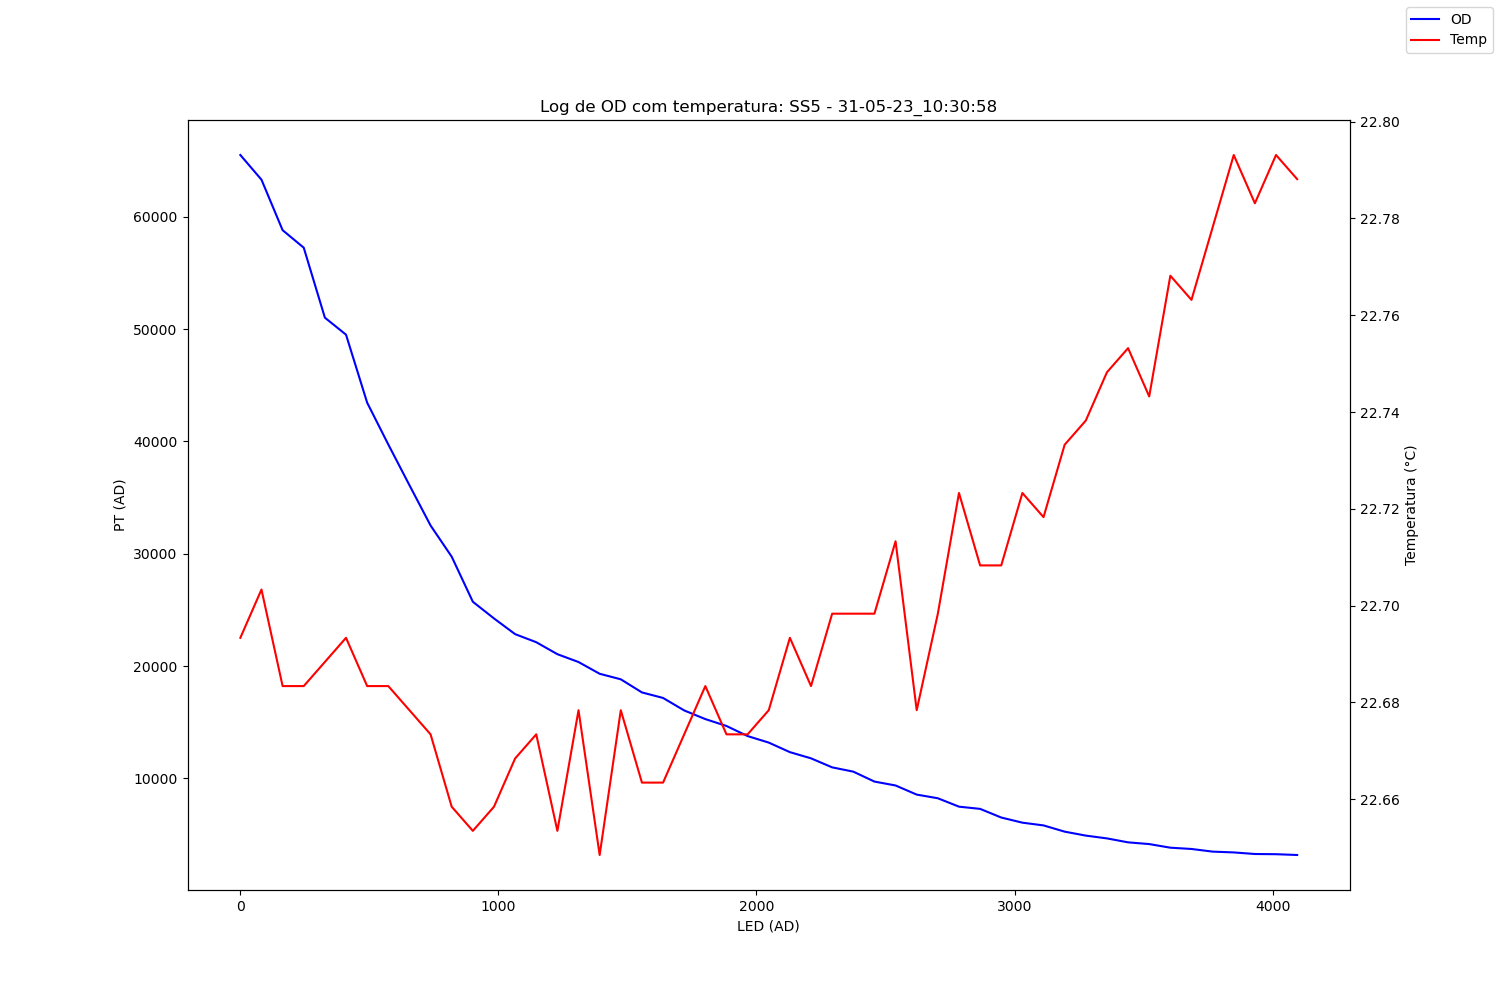 OD
Temp
Log de OD com temperatura: SS5 - 31-05-23_10:30:58
60000
50000
40000
30000
20000
10000
PT (AD)
22.80
22.78
22.76
22.74
22.72
22.70
22.68
22.66
Temperatura (°C)
0 1000 2000 3000 4000
LED (AD)